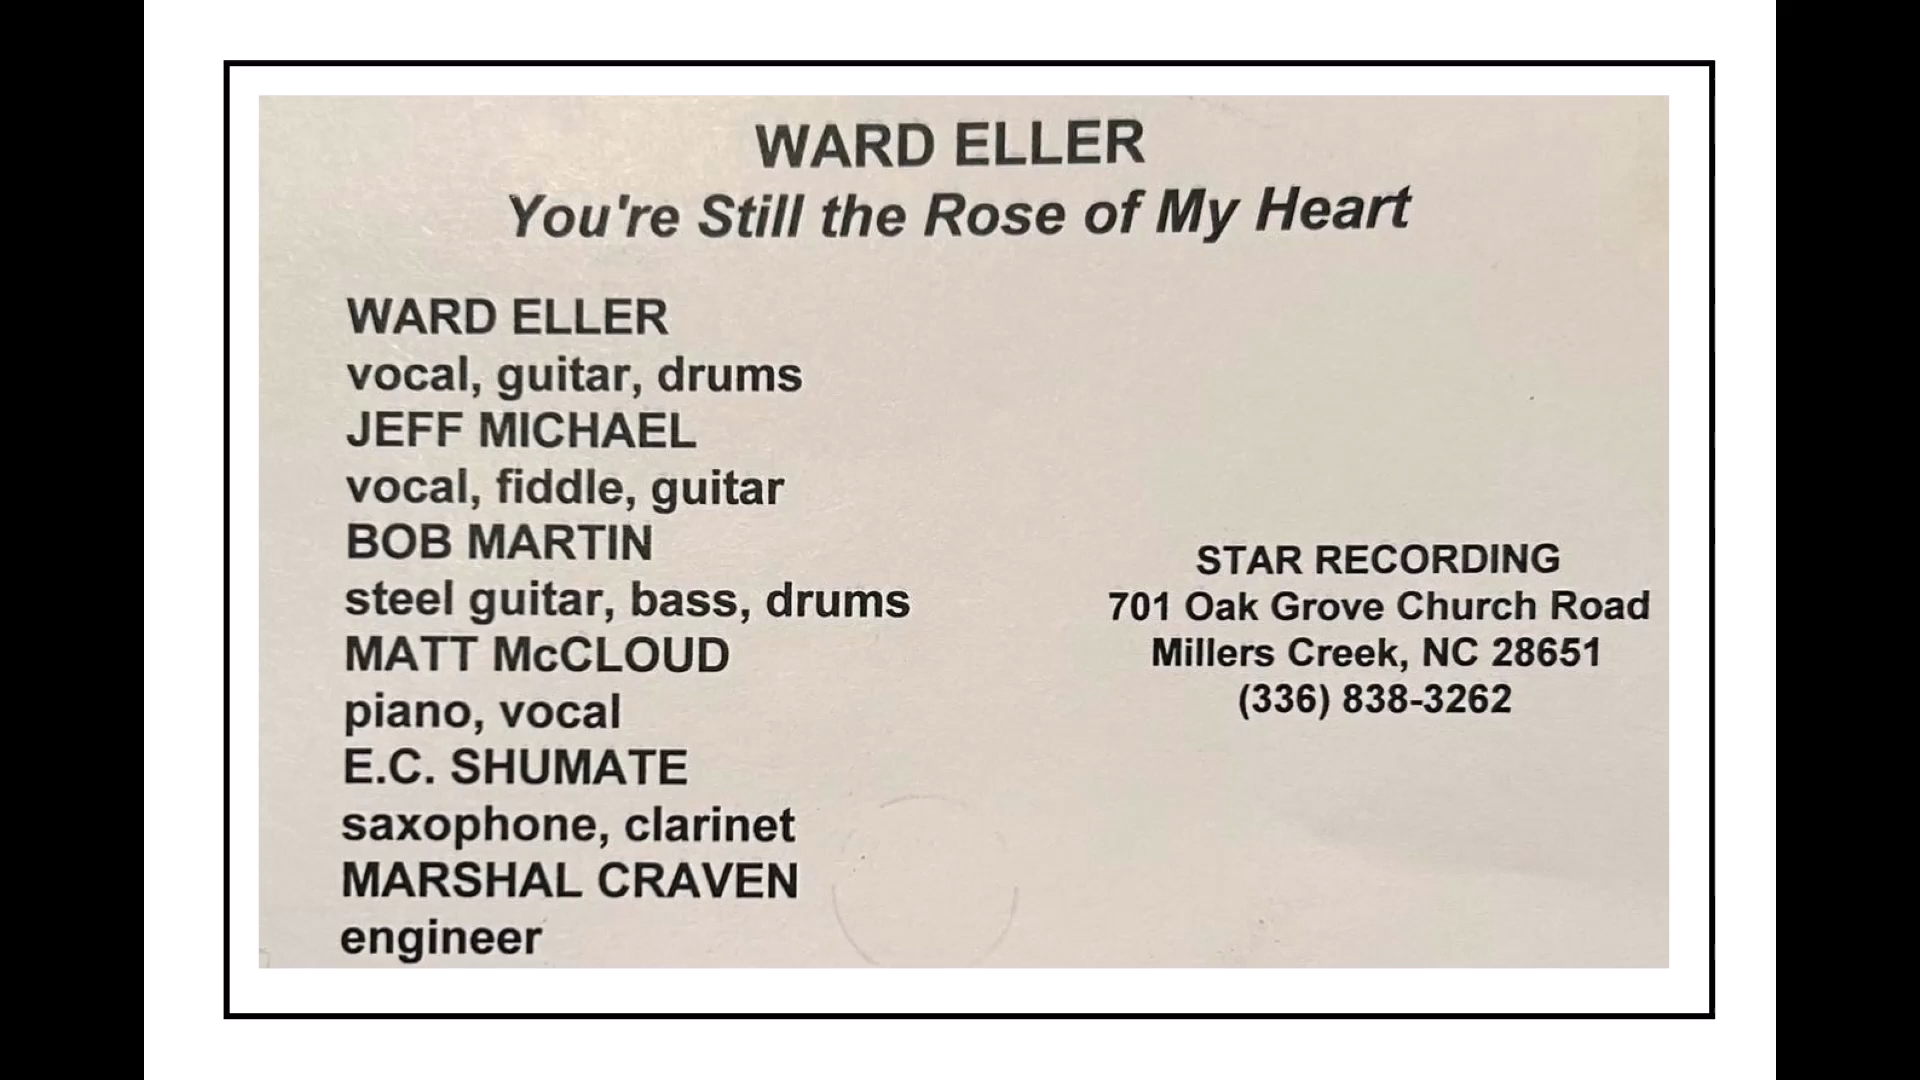 WARD ELLER
You're Still the Rose of My Heart
WARD ELLER
vocal, guitar, drums
JEFF MICHAEL
vocal, fiddle, guitar
BOB MARTIN
steel guitar, bass, drums
MATT McCLOUD
piano, vocal
E.C. SHUMATE
saxophone, clarinet
MARSHAL CRAVEN
engineer
STAR RECORDING
701 Oak Grove Church Road
Millers Creek, NC 28651
(336) 838-3262